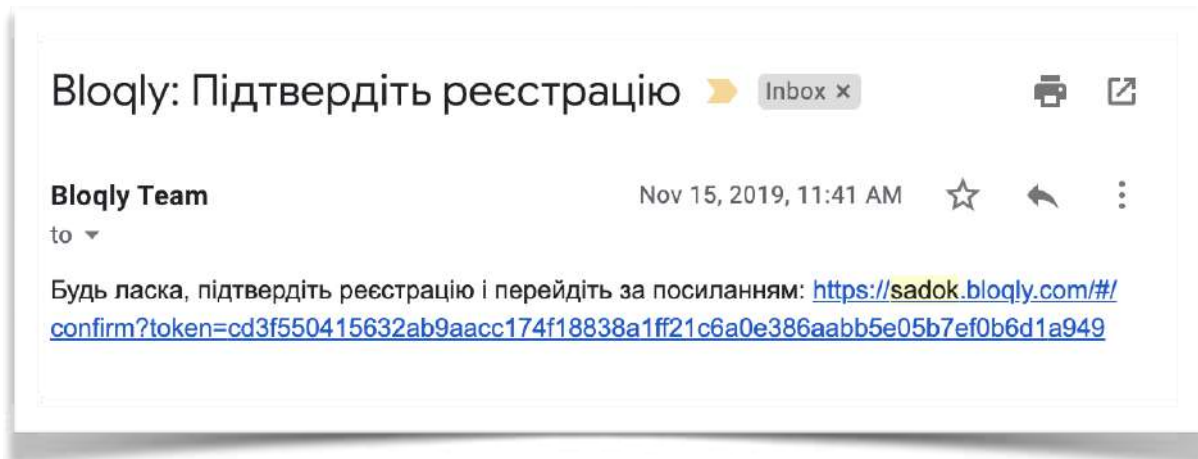 Bloqly: Підтвердіть реєстрацію Inbox ×
Bloqly Team Nov 15, 2019, 11:41 AM
to
Будь ласка, підтвердіть реєстрацію і перейдіть за посиланням: https://sadok.bloqly.com/#/
confirm?token=cd3f550415632ab9aacc174f18838a1ff21c6a0e386aabb5e05b7ef0b6d1a949